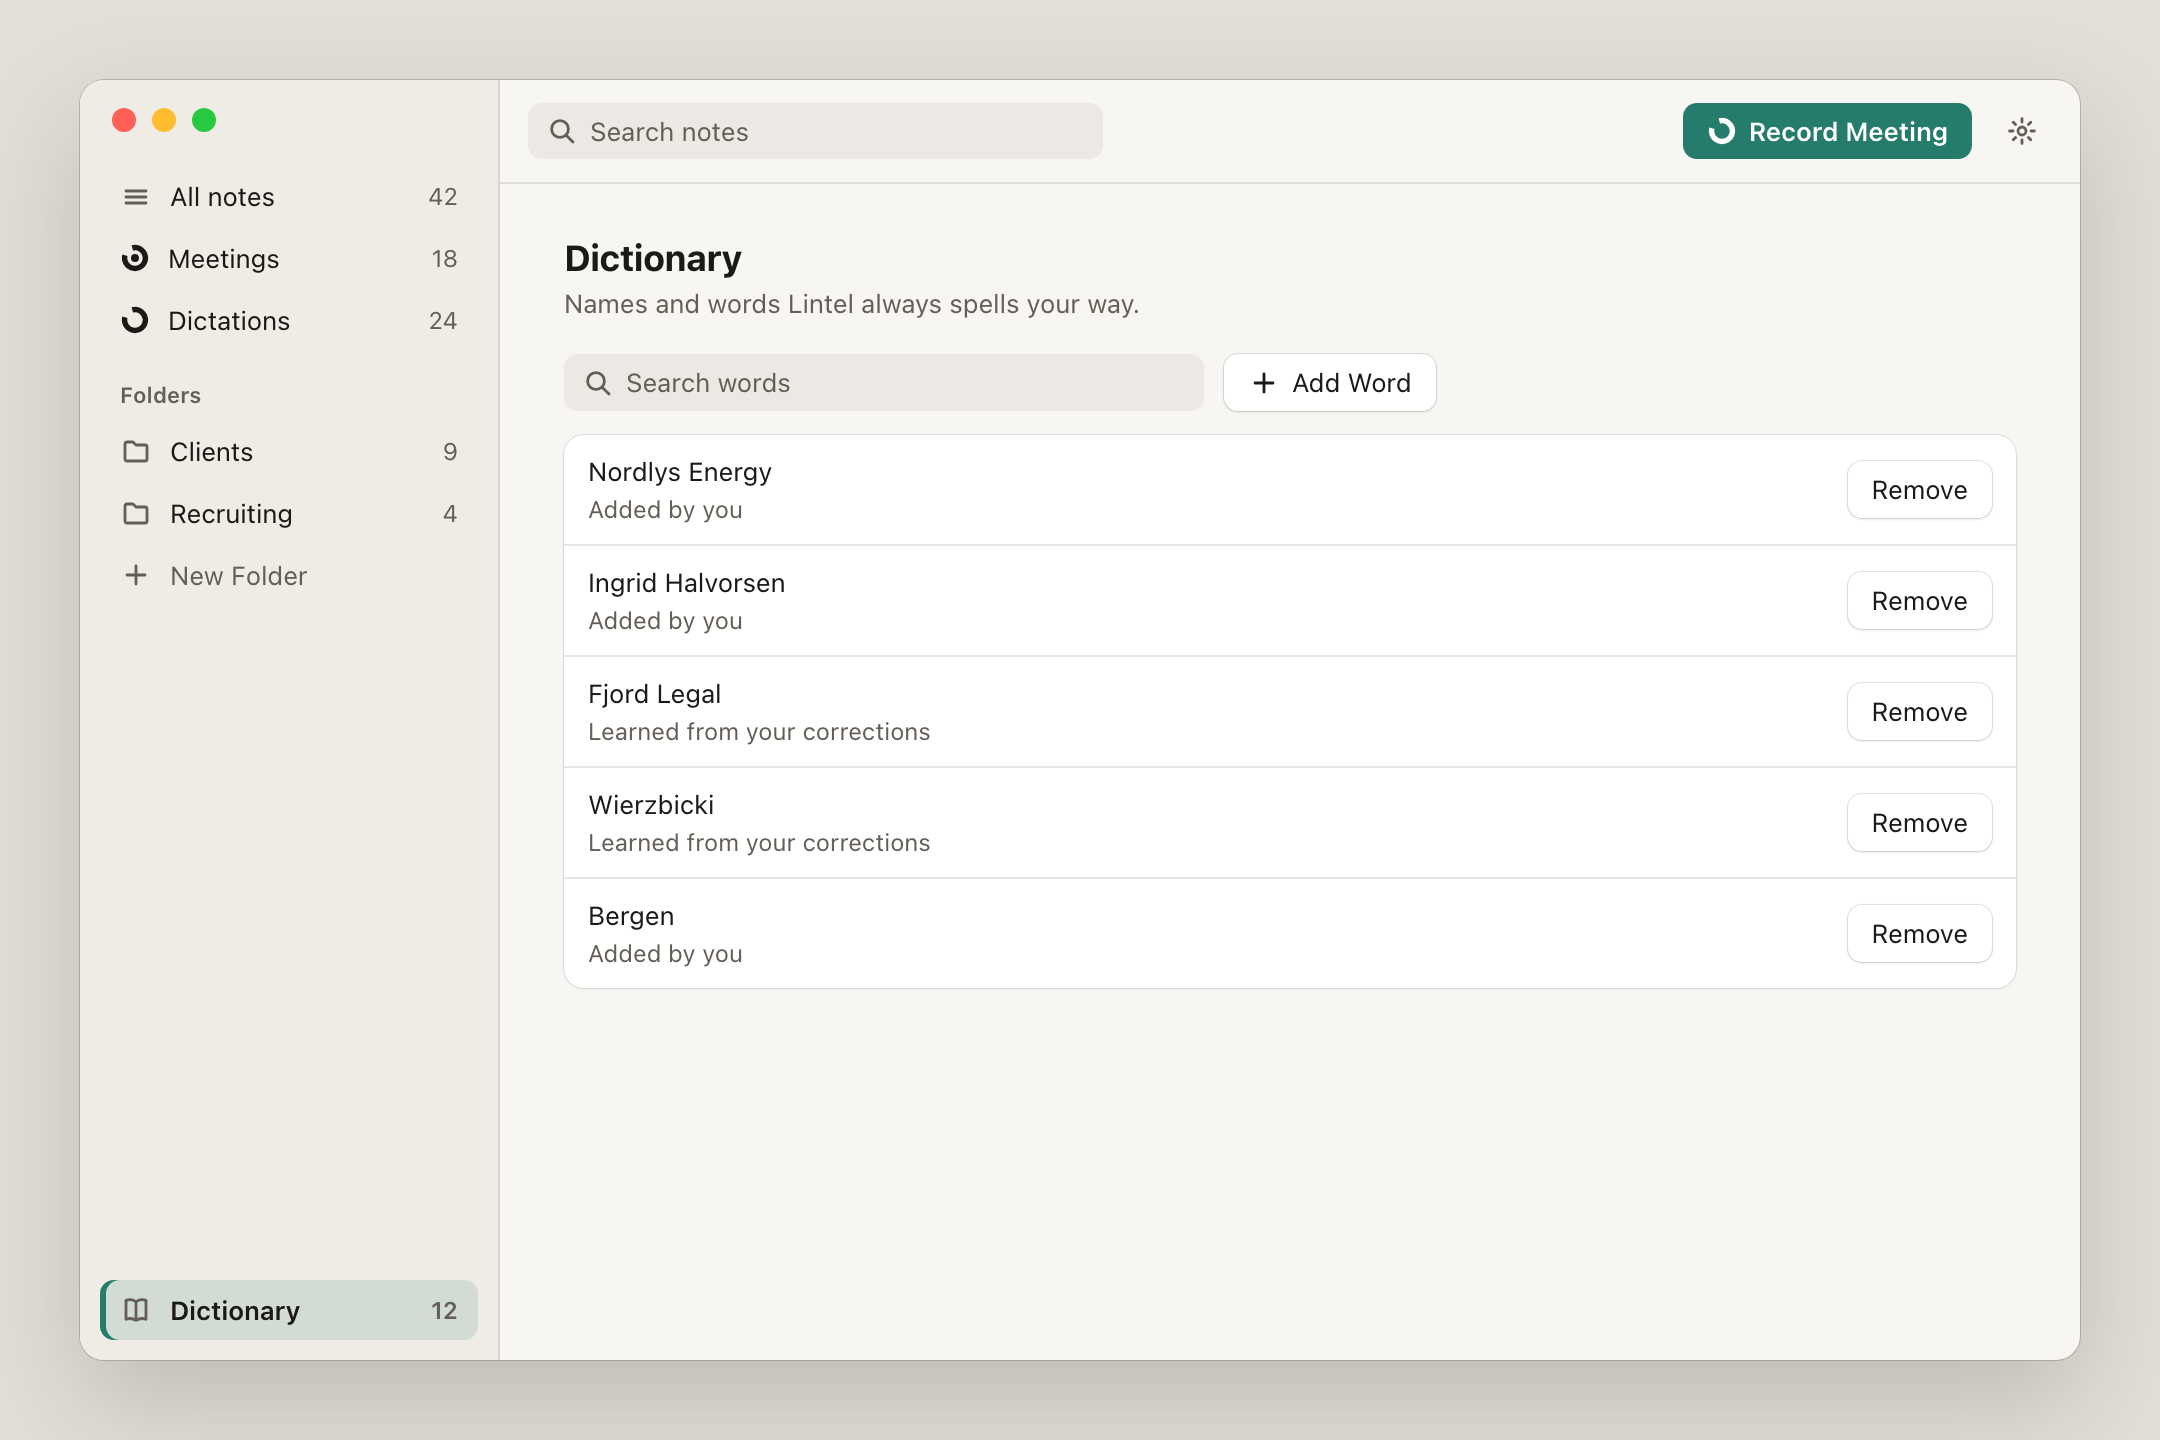 All notes 42
Meetings 18
Dictations 24
Folders
Clients 9
Recruiting 4
New Folder
Dictionary 12
Search notes
Record Meeting
Dictionary
Names and words Lintel always spells your way.
Search words
Add Word
Nordlys Energy
Added by you
Remove
Ingrid Halvorsen
Added by you
Remove
Fjord Legal
Learned from your corrections
Remove
Wierzbicki
Learned from your corrections
Remove
Bergen
Added by you
Remove